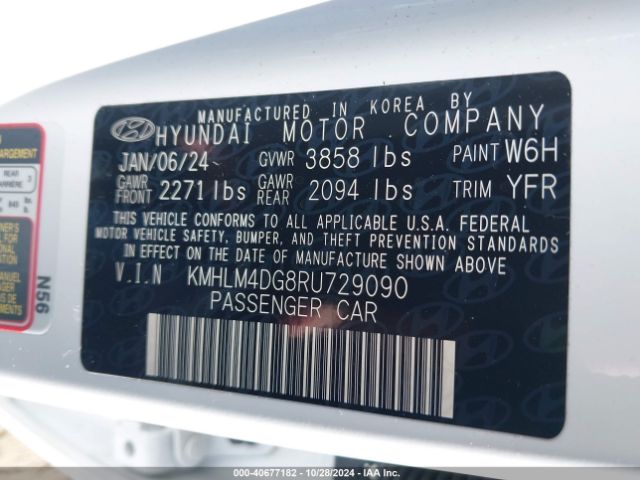 MANUFACTURED IN KOREA BY
HYUNDAI MOTOR COMPANY
JAN/06/24 GVWR 3858 lbs PAINT W6H
GAWR FRONT 2271 lbs GAWR REAR 2094 lbs TRIM YFR
THIS VEHICLE CONFORMS TO ALL APPLICABLE U.S.A. FEDERAL
MOTOR VEHICLE SAFETY, BUMPER, AND THEFT PREVENTION STANDARDS
IN EFFECT ON THE DATE OF MANUFACTURE SHOWN ABOVE
V.I.N KMHLM4DG8RU729090
PASSENGER CAR
ARGEMENT
REAR
3
N56
000-40677182 • 10/28/2024 • IAA Inc.